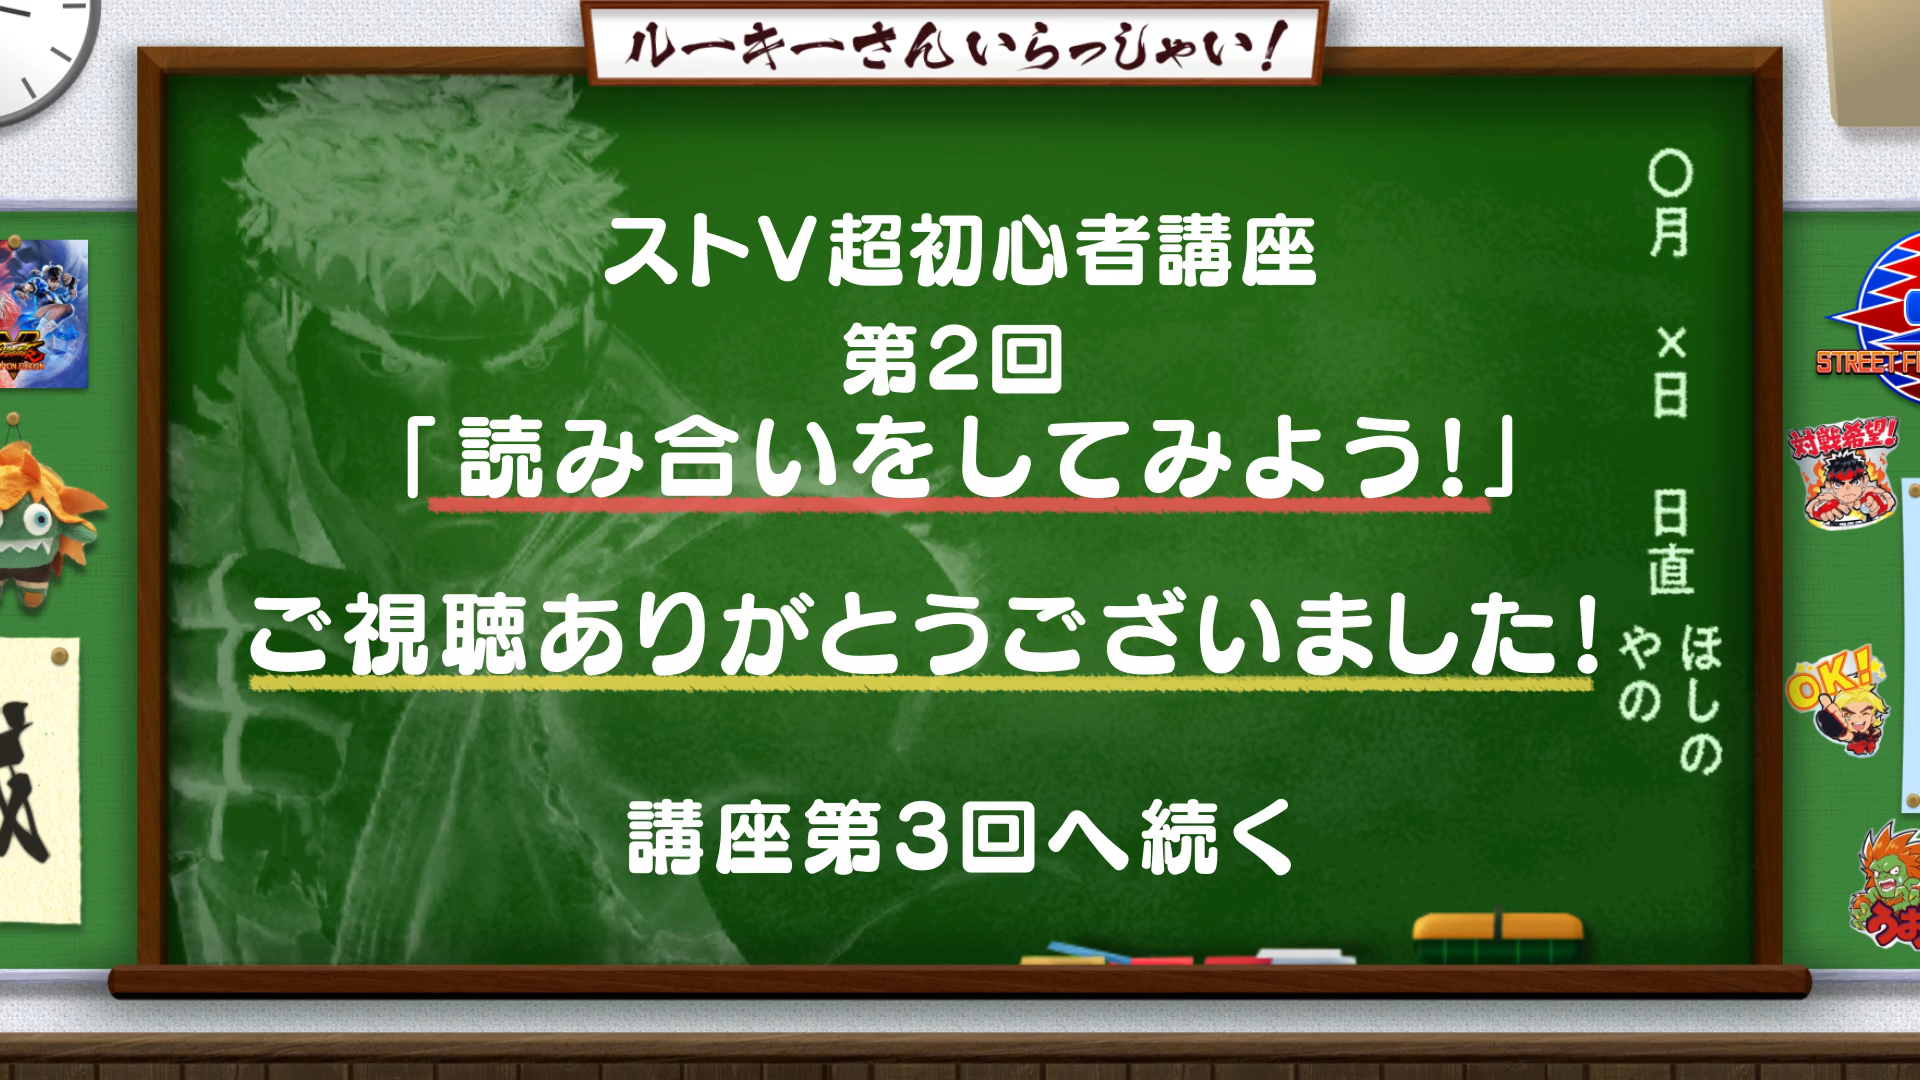 ルーキーさんいらっしゃい!
ストV超初心者講座
第2回
「読み合いをしてみよう!」
ご視聴ありがとうございました!
講座第3回へ続く
〇月 ×日 日直
ほしの
やの
対戦希望!
OK!